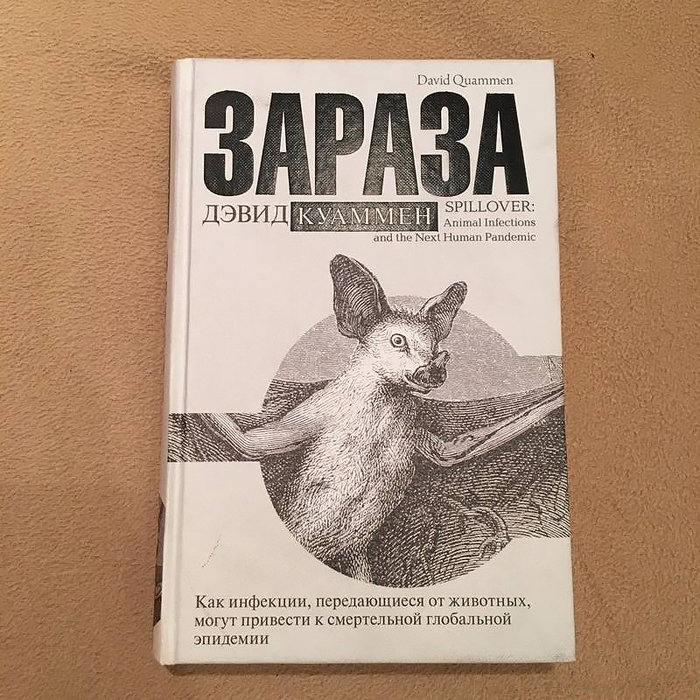 David Quammen
ЗАРАЗА
ДЭВИД КУАММЕН SPILLOVER:
Animal Infections
and the Next Human Pandemic
Как инфекции, передающиеся от животных,
могут привести к смертельной глобальной
эпидемии